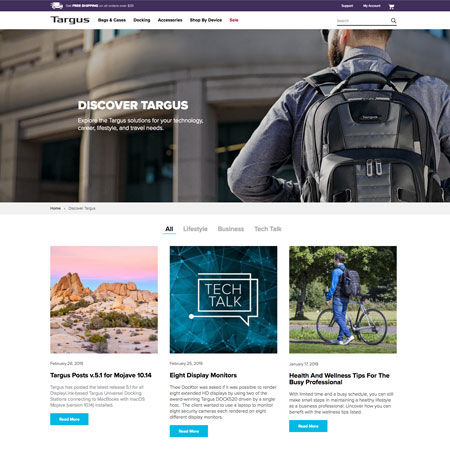 Free FREE SHIPPING on all orders over $50
Support
My Account
Targus
Bags & Cases
Docking
Accessories
Shop By Device
Sale
Search
Targus
DISCOVER TARGUS
Explore the Targus solutions for your technology,
career, lifestyle, and travel needs.
Home > Discover Targus
All
Lifestyle
Business
Tech Talk
TECH
TALK
February 28, 2019
Targus Posts v.5.1 for Mojave 10.14
Targus has posted the latest release 5.1 for all
DisplayLink-based Targus Universal Docking
Stations connecting to MacBooks with macOS
Mojave (version 10.14) installed.
Read More
February 25, 2019
Eight Display Monitors
Thee Docktor was asked if it was possible to render
eight extended HD displays by using two of the
award-winning Targus DOCK520 driven by a single
host. The client wanted to use a laptop to monitor
eight security cameras each rendered on eight
different display monitors.
Read More
January 17, 2019
Health And Wellness Tips For The
Busy Professional
With limited time and a busy schedule, you can still
make small steps in maintaining a healthy lifestyle
as a business professional. Uncover how you can
benefit with the wellness tips listed.
Read More